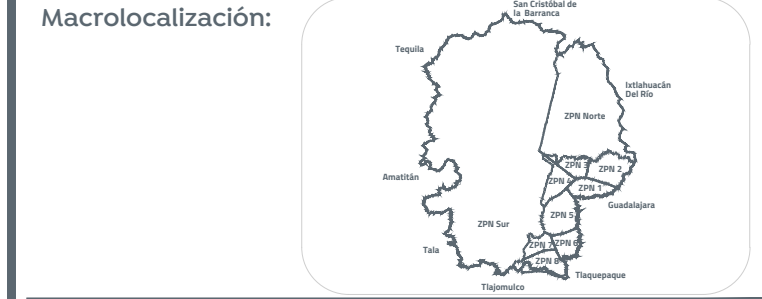 Macrolocalización:
San Cristóbal de
la Barranca
Tequila
Ixtlahuacán
Del Río
ZPN Norte
ZPN 3
ZPN 2
Amatitán
ZPN 4
ZPN 1
Guadalajara
ZPN 5
ZPN Sur
ZPN 7
ZPN 6
Tala
ZPN 8
Tlaquepaque
Tlajomulco